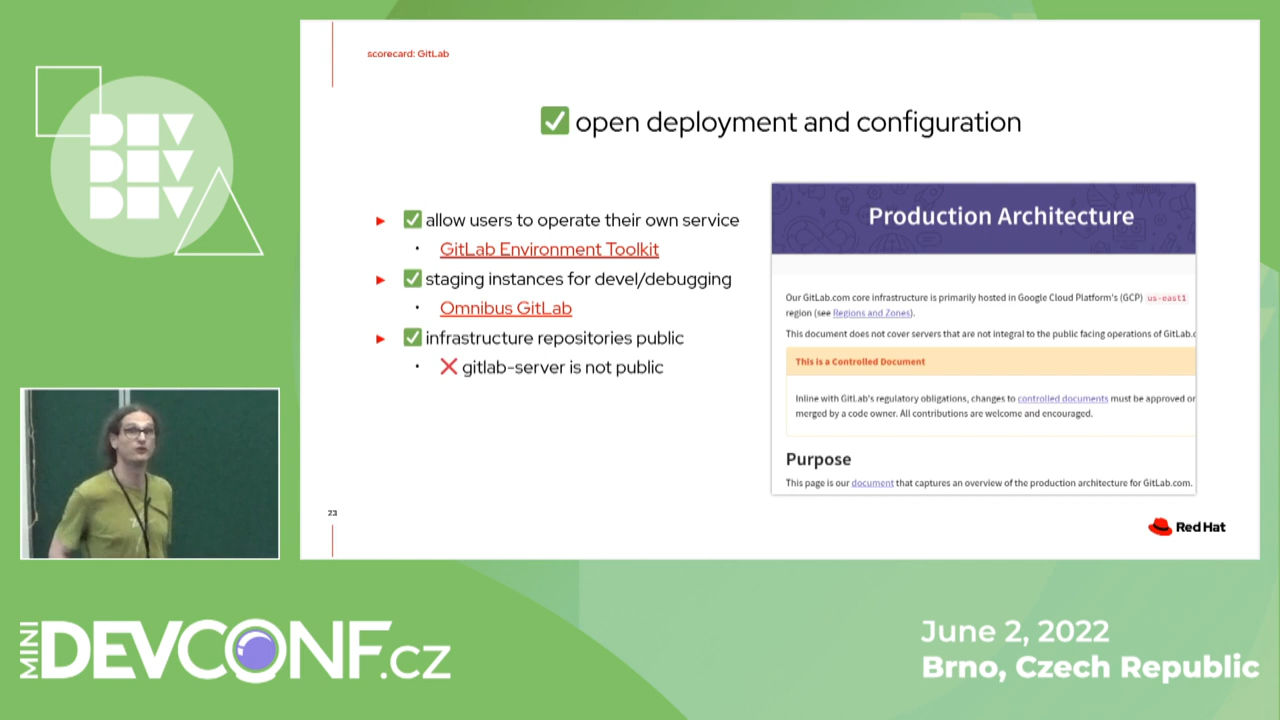 DEV
DEV
DEV
scorecard: GitLab
✅ open deployment and configuration
► ✅ allow users to operate their own service
• GitLab Environment Toolkit
► ✅ staging instances for devel/debugging
• Omnibus GitLab
► ✅ infrastructure repositories public
• ❌ gitlab-server is not public
Production Architecture
Our GitLab.com core infrastructure is primarily hosted in Google Cloud Platform's (GCP) us-east1
region (see Regions and Zones).
This document does not cover servers that are not integral to the public facing operations of GitLab.c
This is a Controlled Document
Inline with GitLab's regulatory obligations, changes to controlled documents must be approved or
merged by a code owner. All contributions are welcome and encouraged.
Purpose
This page is our document that captures an overview of the production architecture for GitLab.com.
23
Red Hat
MINI
DEVCONF.CZ
June 2, 2022
Brno, Czech Republic